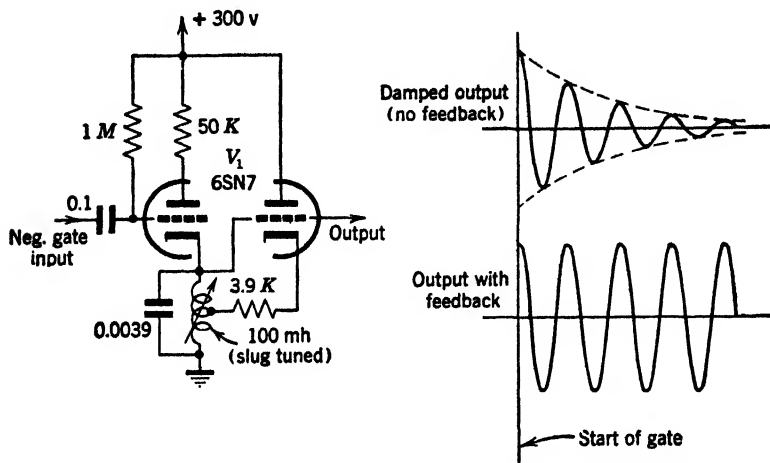 + 300 v
1 M
50 K
V1
6SN7
0.1
Neg. gate
input
Output
3.9 K
0.0039
100 mh
(slug tuned)
Damped output
(no feedback)
Output with
feedback
Start of gate